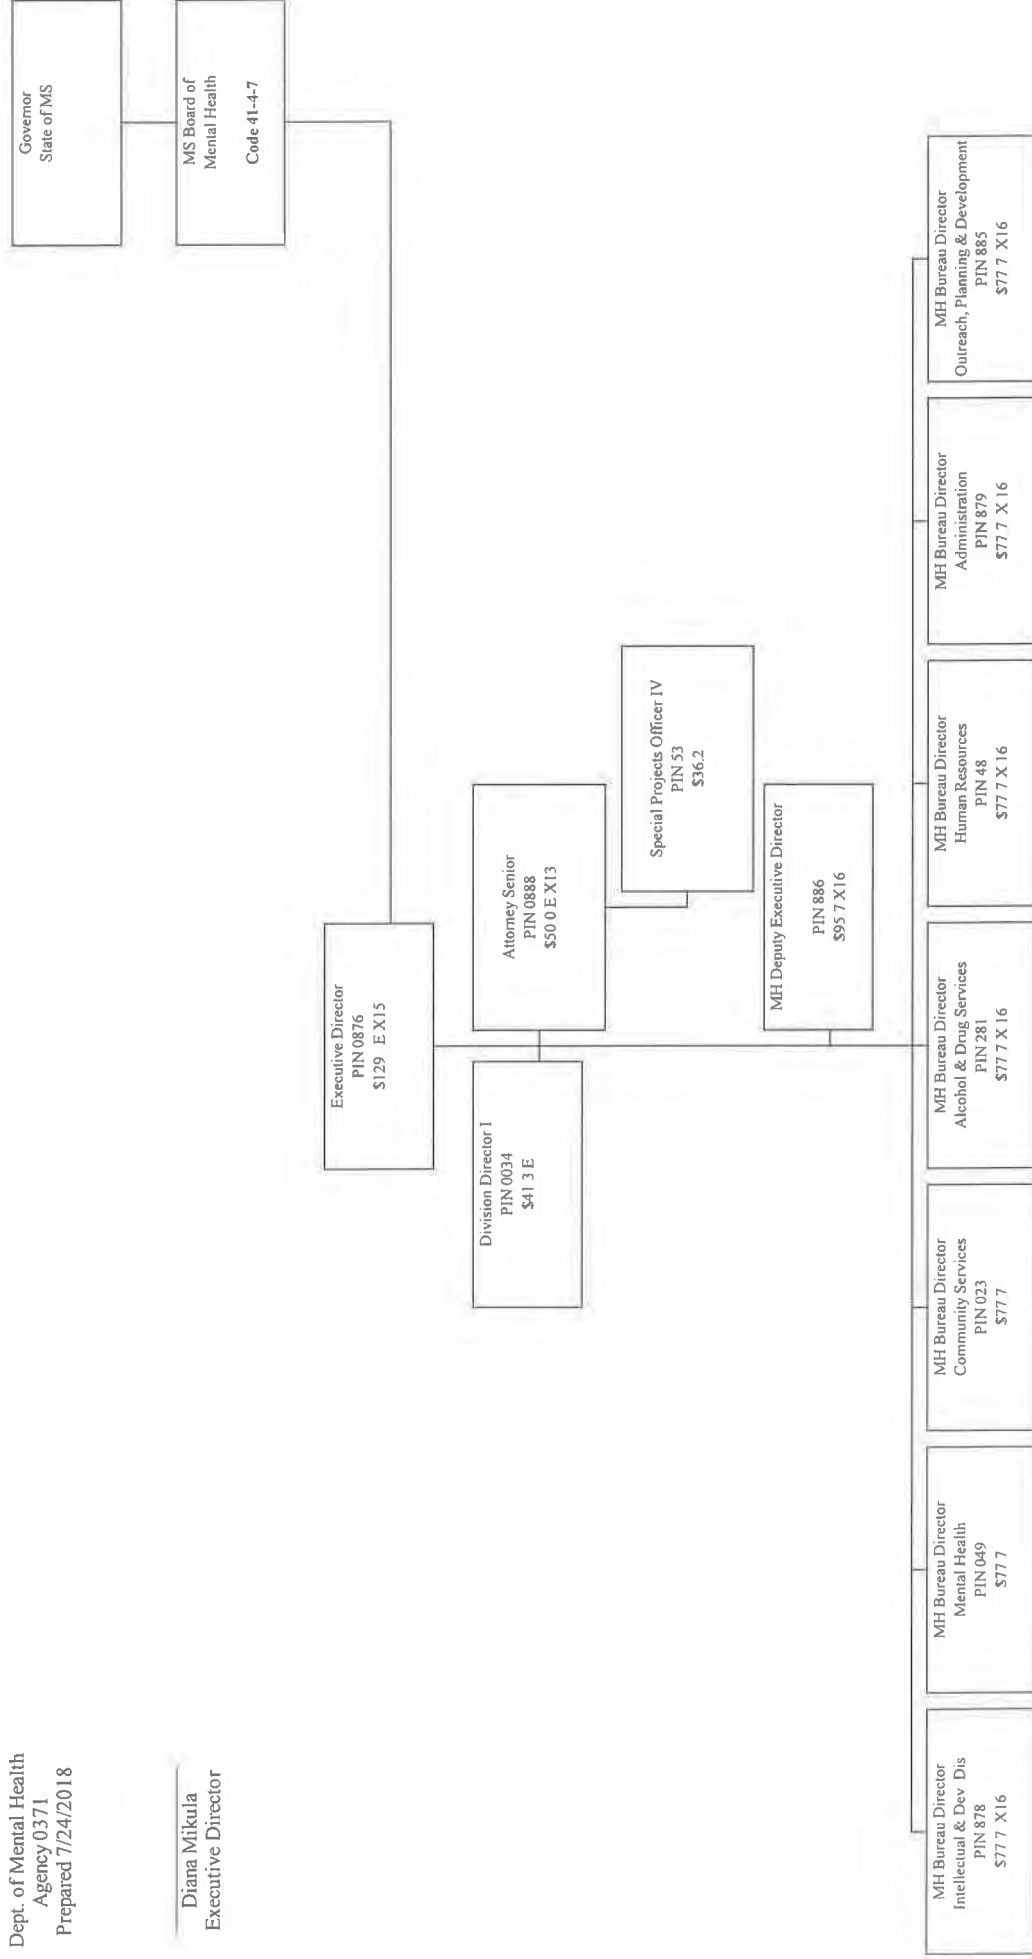 Dept. of Mental Health
Agency 0371
Prepared 7/24/2018
Diana Mikula
Executive Director
Governor
State of MS
MS Board of
Mental Health
Code 41-4-7
Executive Director
PIN 0876
$129 E X15
Division Director I
PIN 0034
$41 3 E
Attorney Senior
PIN 0888
$50 0 E X13
Special Projects Officer IV
PIN 53
$36.2
MH Deputy Executive Director
PIN 886
$95 7 X16
MH Bureau Director
Intellectual & Dev Dis
PIN 878
$77 7 X16
MH Bureau Director
Mental Health
PIN 049
$77 7
MH Bureau Director
Community Services
PIN 023
$77 7
MH Bureau Director
Alcohol & Drug Services
PIN 281
$77 7 X 16
MH Bureau Director
Human Resources
PIN 48
$77 7 X 16
MH Bureau Director
Administration
PIN 879
$77 7 X 16
MH Bureau Director
Outreach, Planning & Development
PIN 885
$77 7 X16